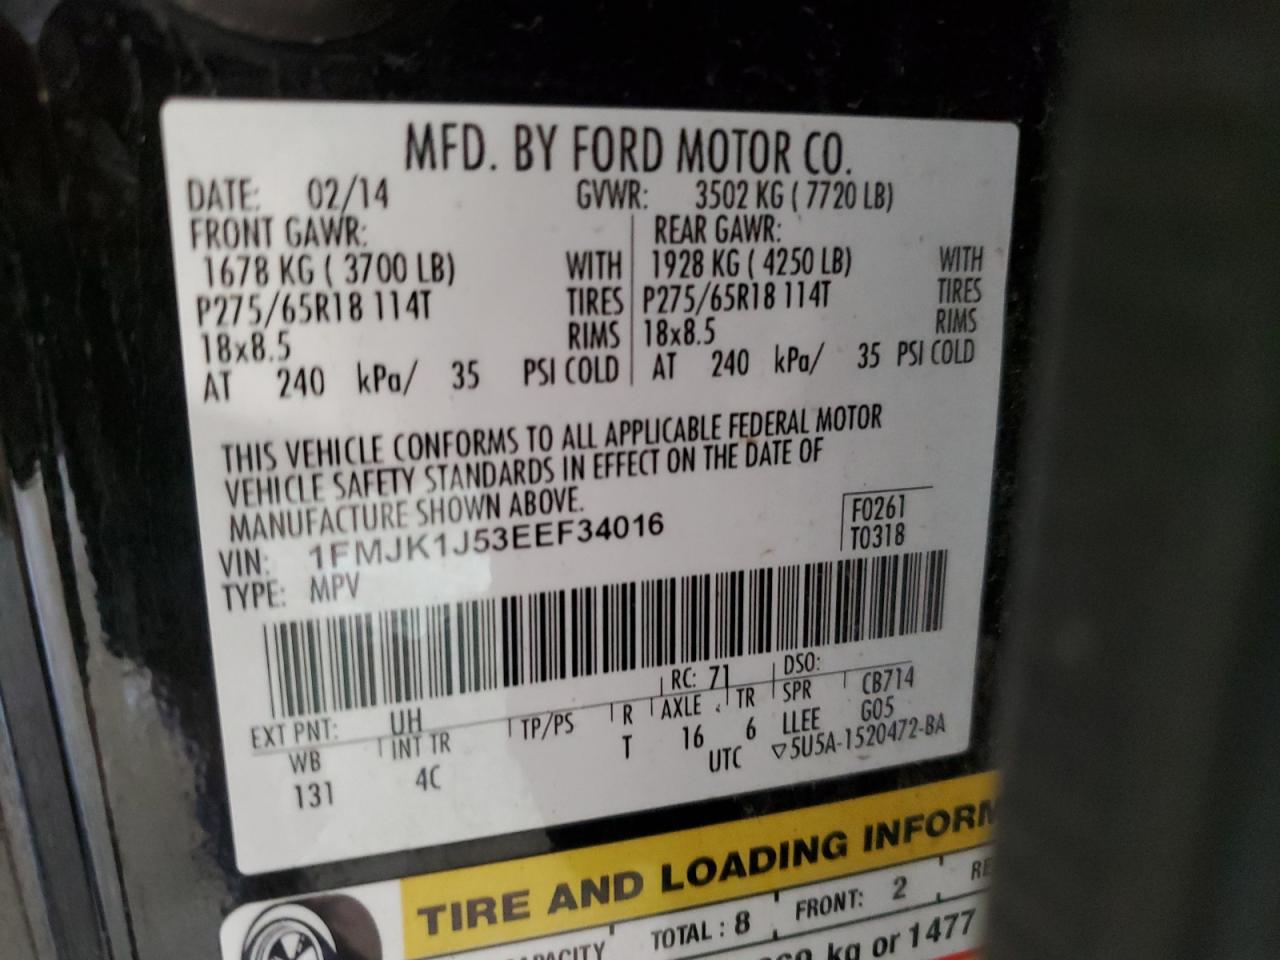 MFD. BY FORD MOTOR CO.
DATE: 02/14 GVWR: 3502 KG ( 7720 LB)
FRONT GAWR: REAR GAWR:
1678 KG ( 3700 LB) WITH 1928 KG ( 4250 LB) WITH
P275/65R18 114T TIRES P275/65R18 114T TIRES
18x8.5 RIMS 18x8.5 RIMS
AT 240 kPa/ 35 PSI COLD AT 240 kPa/ 35 PSI COLD
THIS VEHICLE CONFORMS TO ALL APPLICABLE FEDERAL MOTOR
VEHICLE SAFETY STANDARDS IN EFFECT ON THE DATE OF
MANUFACTURE SHOWN ABOVE.
F0261
VIN: 1FMJK1J53EEF34016 T0318
TYPE: MPV
RC: 71 DSO:
EXT PNT: UH CB714
WB INT TR TP/PS R AXLE TR SPR G05
131 4C T 16 6 LLEE
UTC ▽5U5A-1520472-BA
TIRE AND LOADING
TOTAL : 8 FRONT: 2
kg or 1477